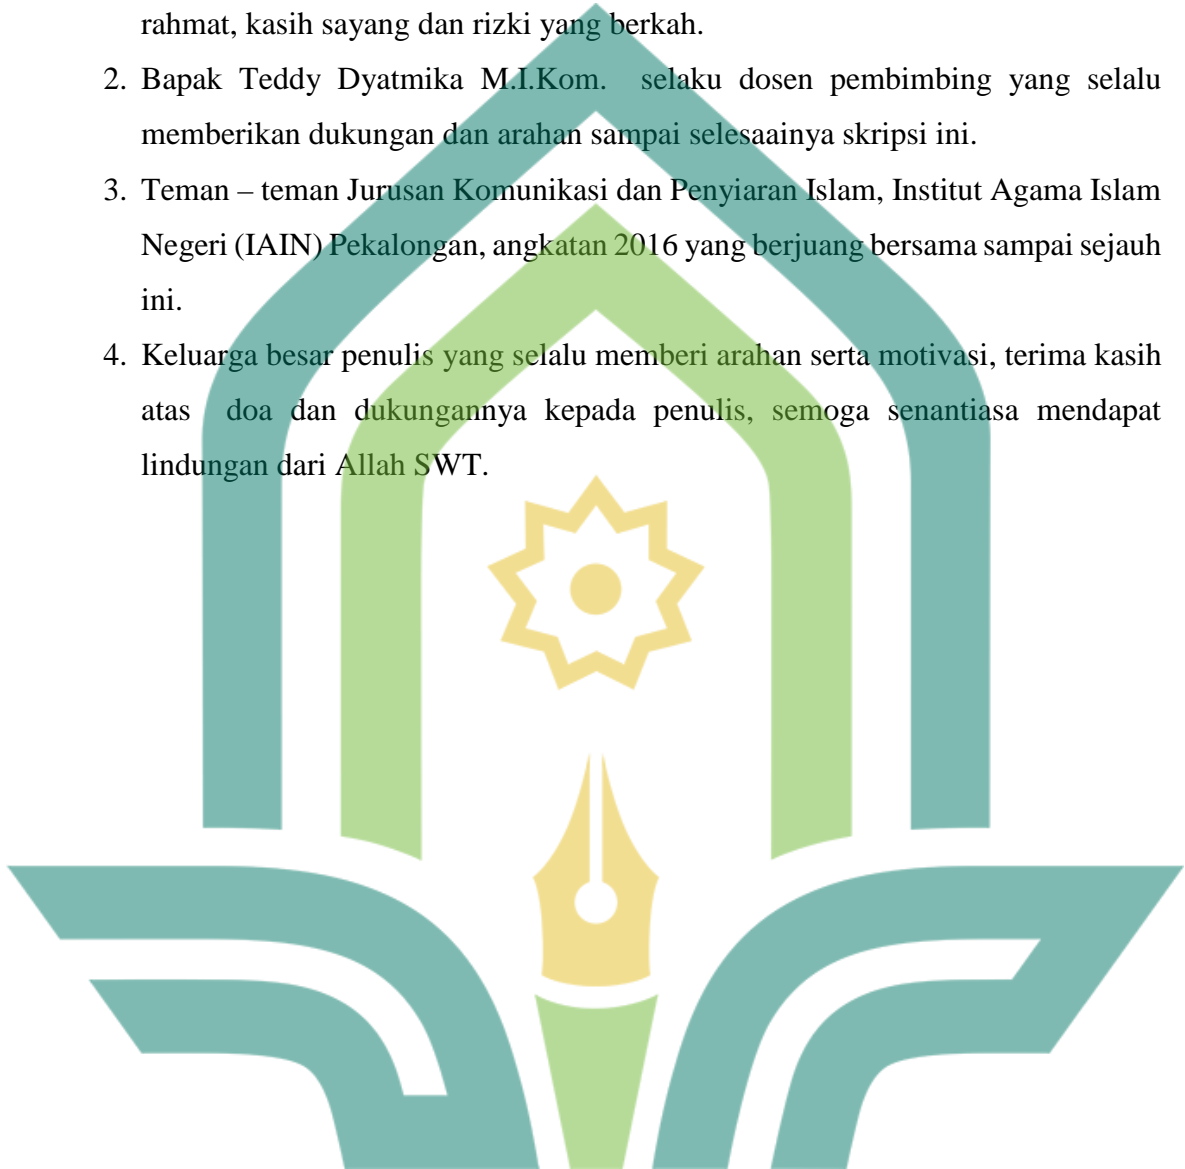 rahmat, kasih sayang dan rizki yang berkah.
2. Bapak Teddy Dyatmika M.I.Kom. selaku dosen pembimbing yang selalu
memberikan dukungan dan arahan sampai selesaainya skripsi ini.
3. Teman – teman Jurusan Komunikasi dan Penyiaran Islam, Institut Agama Islam
Negeri (IAIN) Pekalongan, angkatan 2016 yang berjuang bersama sampai sejauh
ini.
4. Keluarga besar penulis yang selalu memberi arahan serta motivasi, terima kasih
atas doa dan dukungannya kepada penulis, semoga senantiasa mendapat
lindungan dari Allah SWT.